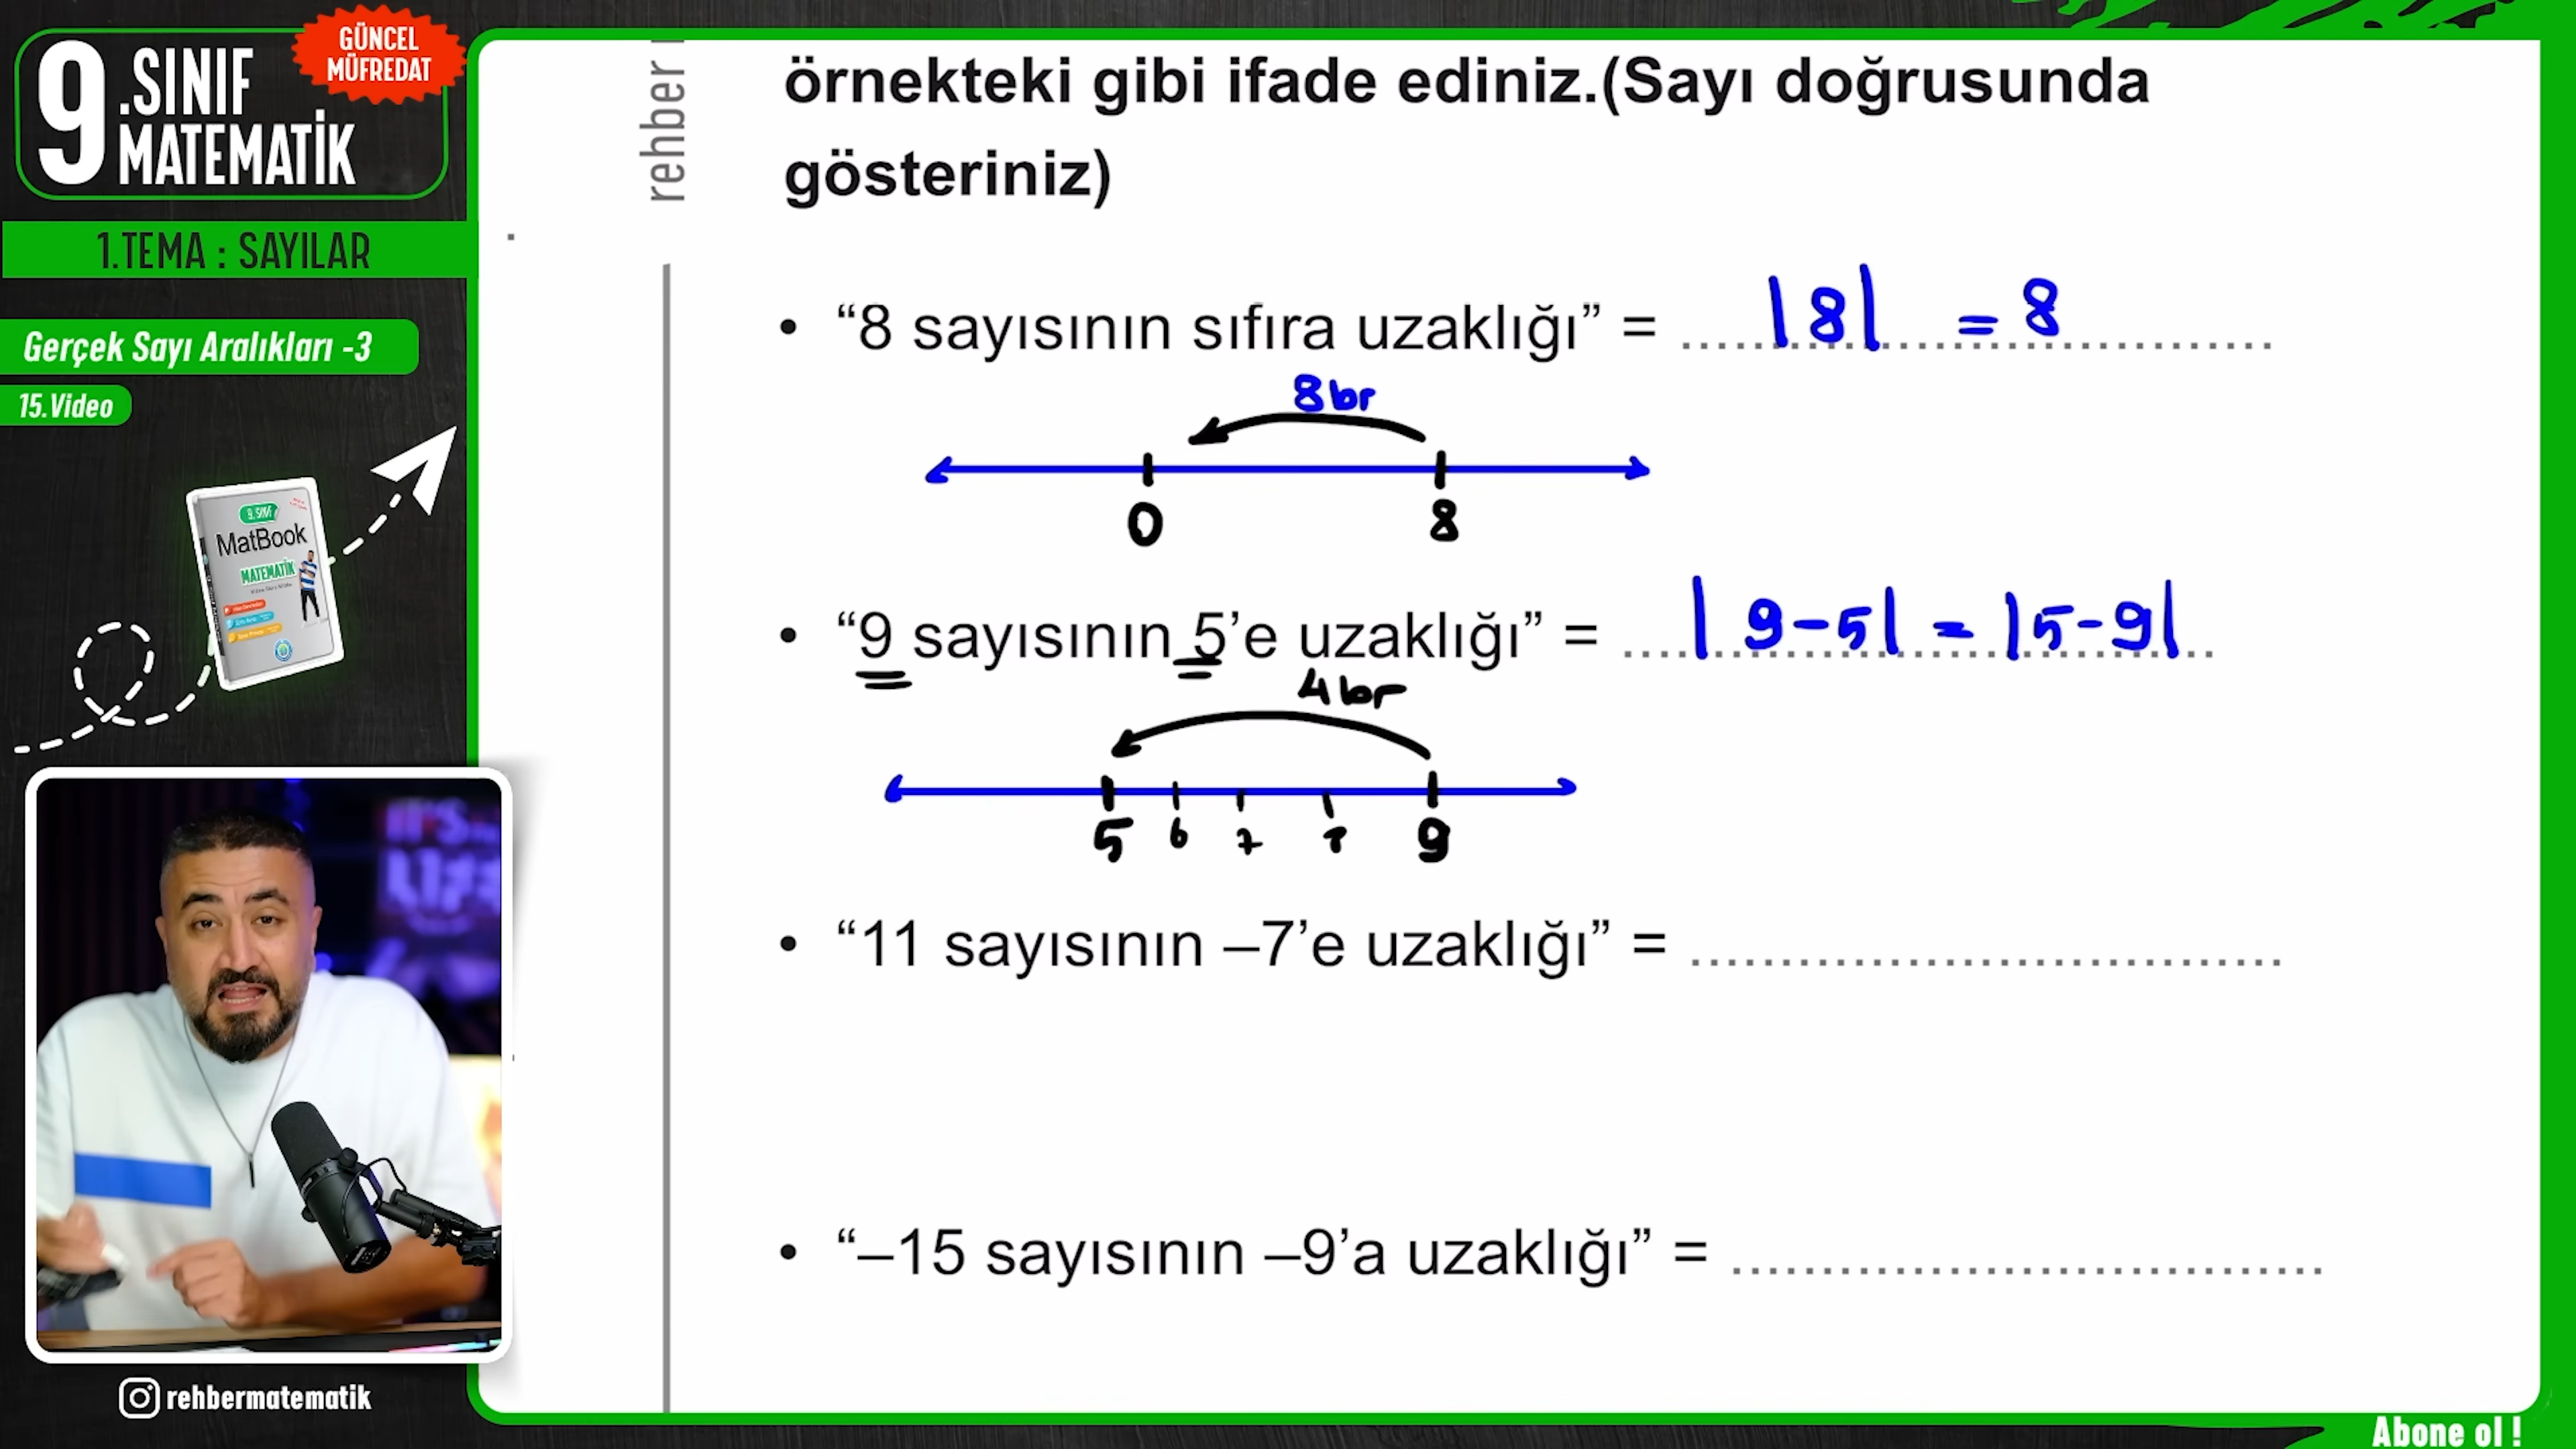 GÜNCEL
MÜFREDAT
9.SINIF
MATEMATİK
1.TEMA : SAYILAR
Gerçek Sayı Aralıkları -3
15.Video
9. SINIF
MatBook
MATEMATİK
rehbermatematik
rehber
örnekteki gibi ifade ediniz.(Sayı doğrusunda
gösteriniz)
• “8 sayısının sıfıra uzaklığı” = |8| = 8
8br
0 8
• “9 sayısının 5’e uzaklığı” = |9-5| = |5-9|
4br
5 6 7 8 9
• “11 sayısının –7’e uzaklığı” = ..................................
• “–15 sayısının –9’a uzaklığı” = ..................................
Abone ol !